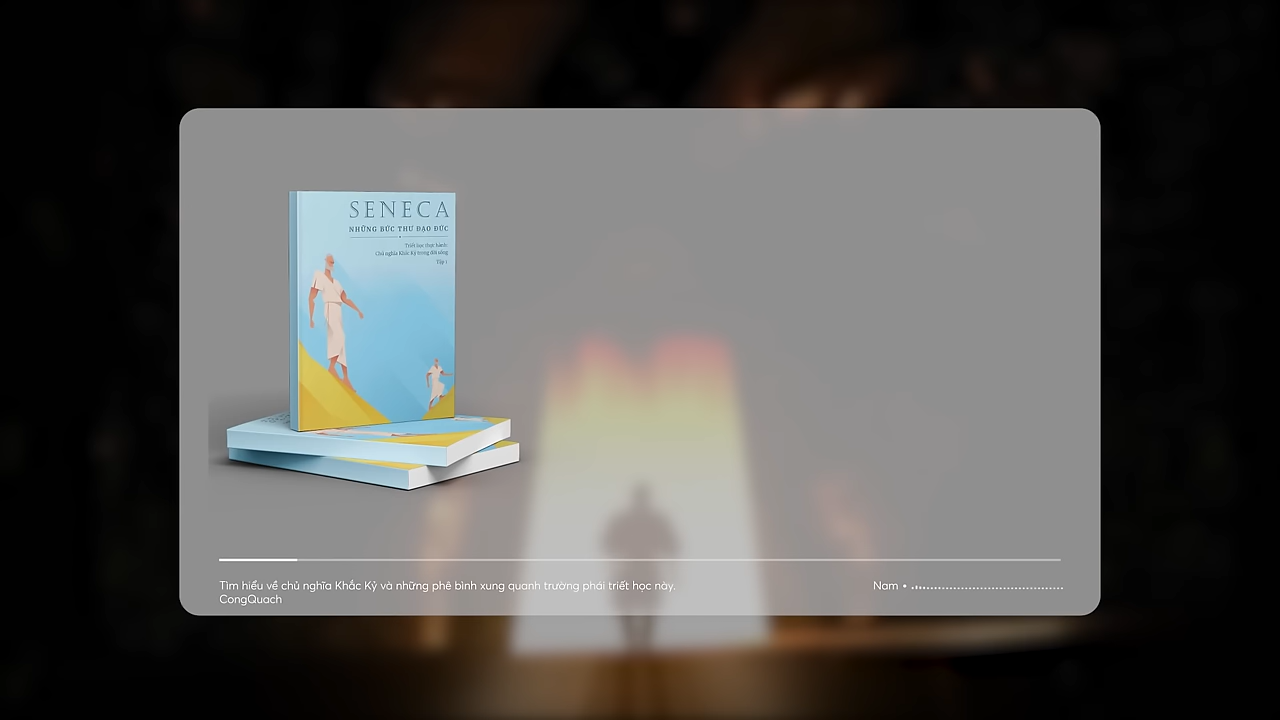 SENECA
NHỮNG BỨC THƯ ĐẠO ĐỨC
Triết học thực hành:
Chủ nghĩa Khắc Kỷ trong đời sống
Tập 1
Tìm hiểu về chủ nghĩa Khắc Kỷ và những phê bình xung quanh trường phái triết học này.
CongQuach
Nam •